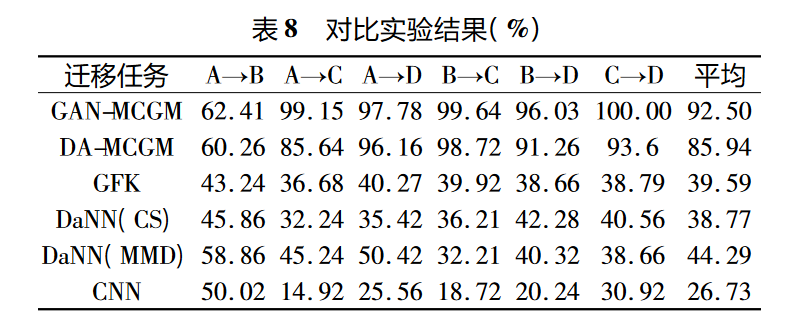 表8 对比实验结果(%)
迁移任务 A→B A→C A→D B→C B→D C→D 平均
GAN-MCGM 62.41 99.15 97.78 99.64 96.03 100.00 92.50
DA-MCGM 60.26 85.64 96.16 98.72 91.26 93.6 85.94
GFK 43.24 36.68 40.27 39.92 38.66 38.79 39.59
DaNN(CS) 45.86 32.24 35.42 36.21 42.28 40.56 38.77
DaNN(MMD) 58.86 45.24 50.42 32.21 40.32 38.66 44.29
CNN 50.02 14.92 25.56 18.72 20.24 30.92 26.73